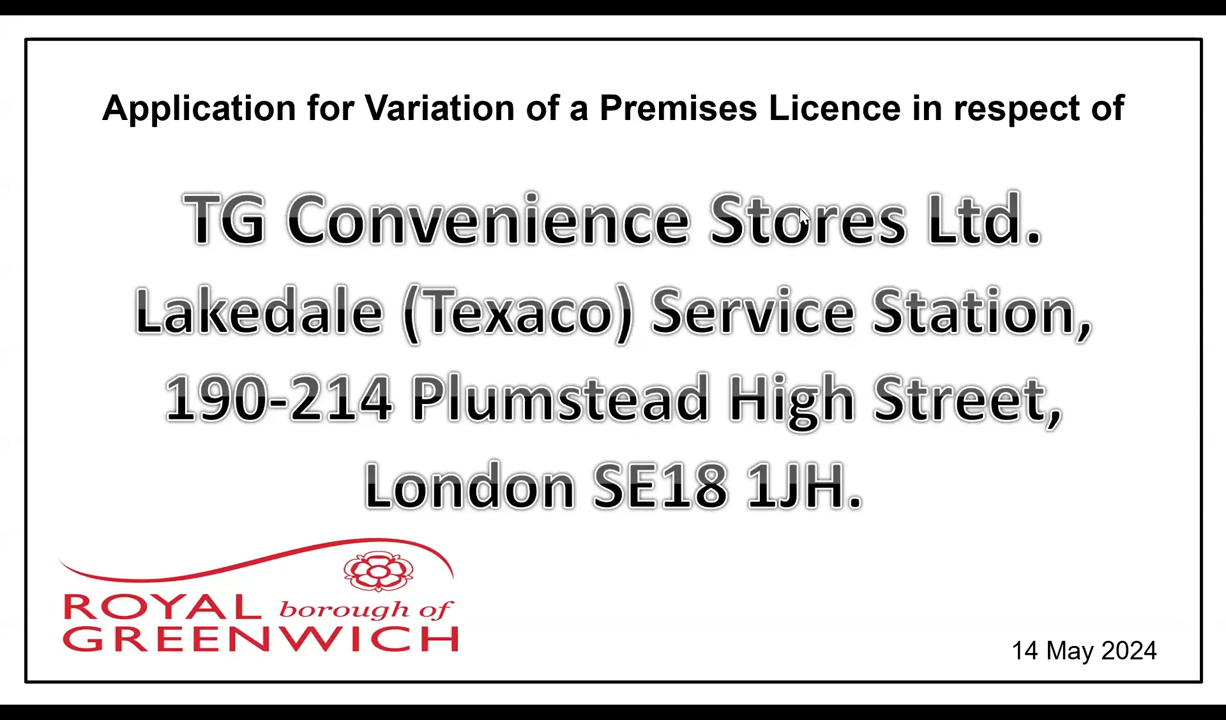 Application for Variation of a Premises Licence in respect of
TG Convenience Stores Ltd.
Lakedale (Texaco) Service Station,
190-214 Plumstead High Street,
London SE18 1JH.
ROYAL borough of
GREENWICH
14 May 2024